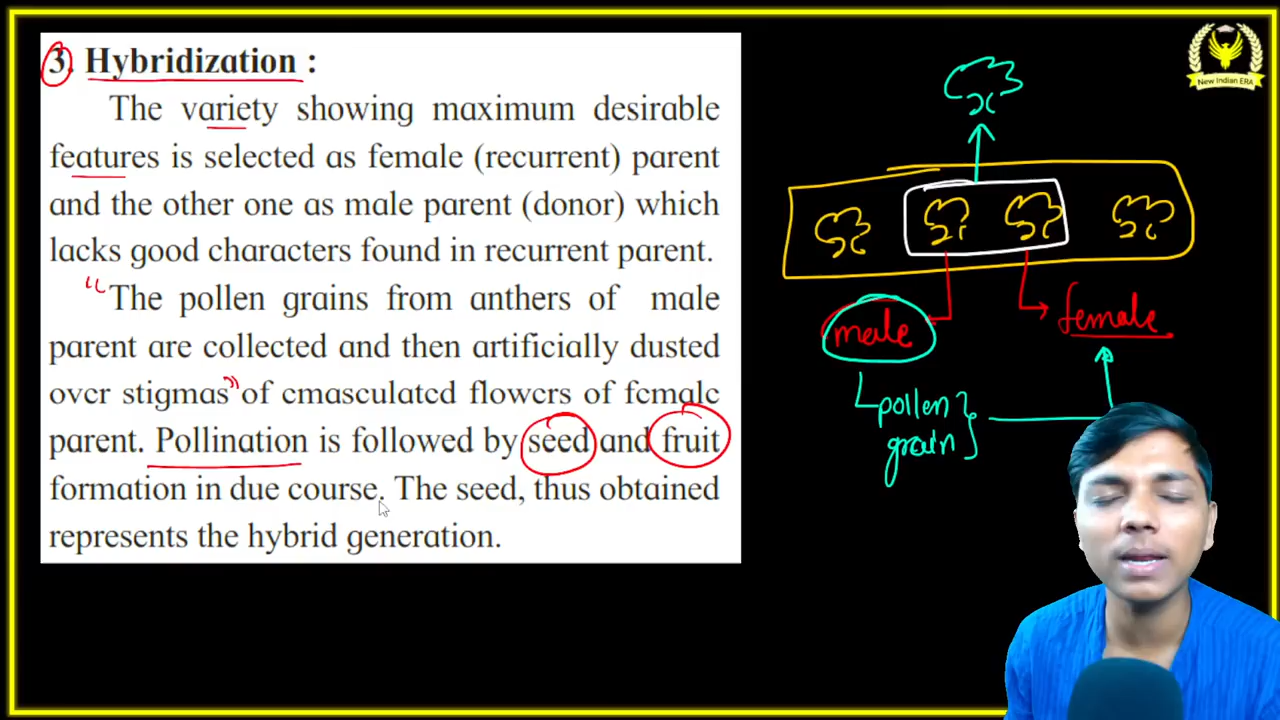 3. Hybridization :
The variety showing maximum desirable
features is selected as female (recurrent) parent
and the other one as male parent (donor) which
lacks good characters found in recurrent parent.
The pollen grains from anthers of male
parent are collected and then artificially dusted
over stigmas of emasculated flowers of female
parent. Pollination is followed by seed and fruit
formation in due course. The seed, thus obtained
represents the hybrid generation.
New Indian ERA
male
female
pollen
grain